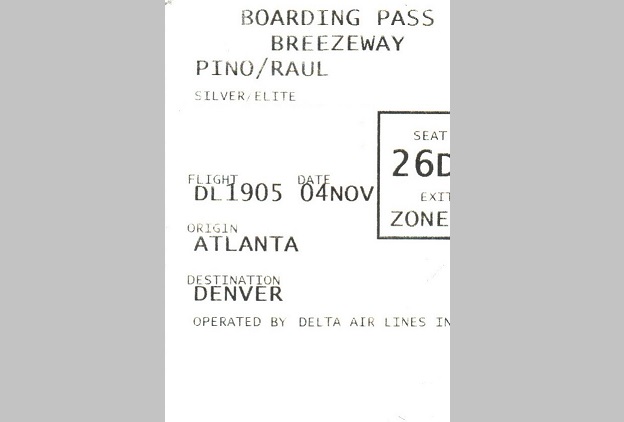 BOARDING PASS
BREEZEWAY
PINO/RAUL
SILVER/ELITE
SEAT
26D
EXIT
ZONE
FLIGHT DATE
DL1905 04NOV
ORIGIN
ATLANTA
DESTINATION
DENVER
OPERATED BY DELTA AIR LINES IN